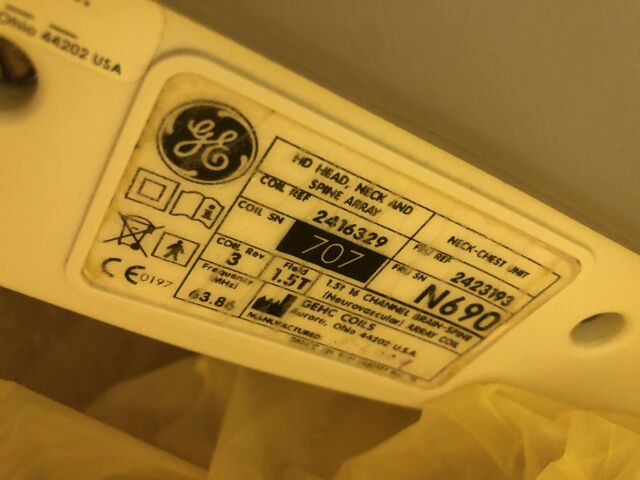 Ohio 44202 USA
GE
HD HEAD, NECK AND
SPINE ARRAY
NECK-CHEST UNIT
COIL REF
2416329
FRU REF
2423193
COIL SN
707
FRU SN
N690
Coil Rev
3
Field
1.5T
1.5t 16 CHANNEL BRAIN-SPINE
(Neurovascular) ARRAY COIL
Frequency
(MHz)
63.86
GEHC COILS
Aurora, Ohio 44202 U.S.A.
MANUFACTURED:
CE 0197